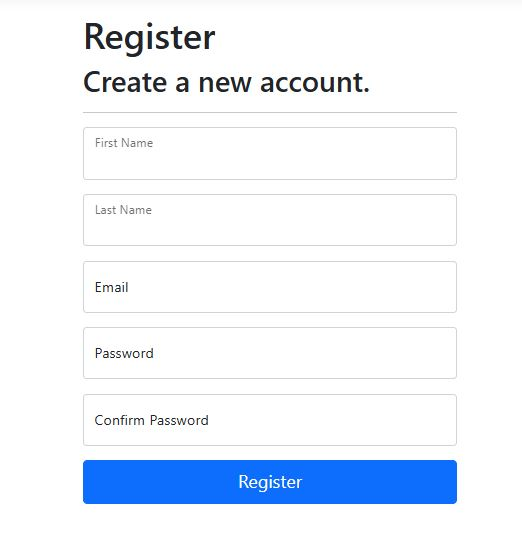 Register
Create a new account.
First Name
Last Name
Email
Password
Confirm Password
Register